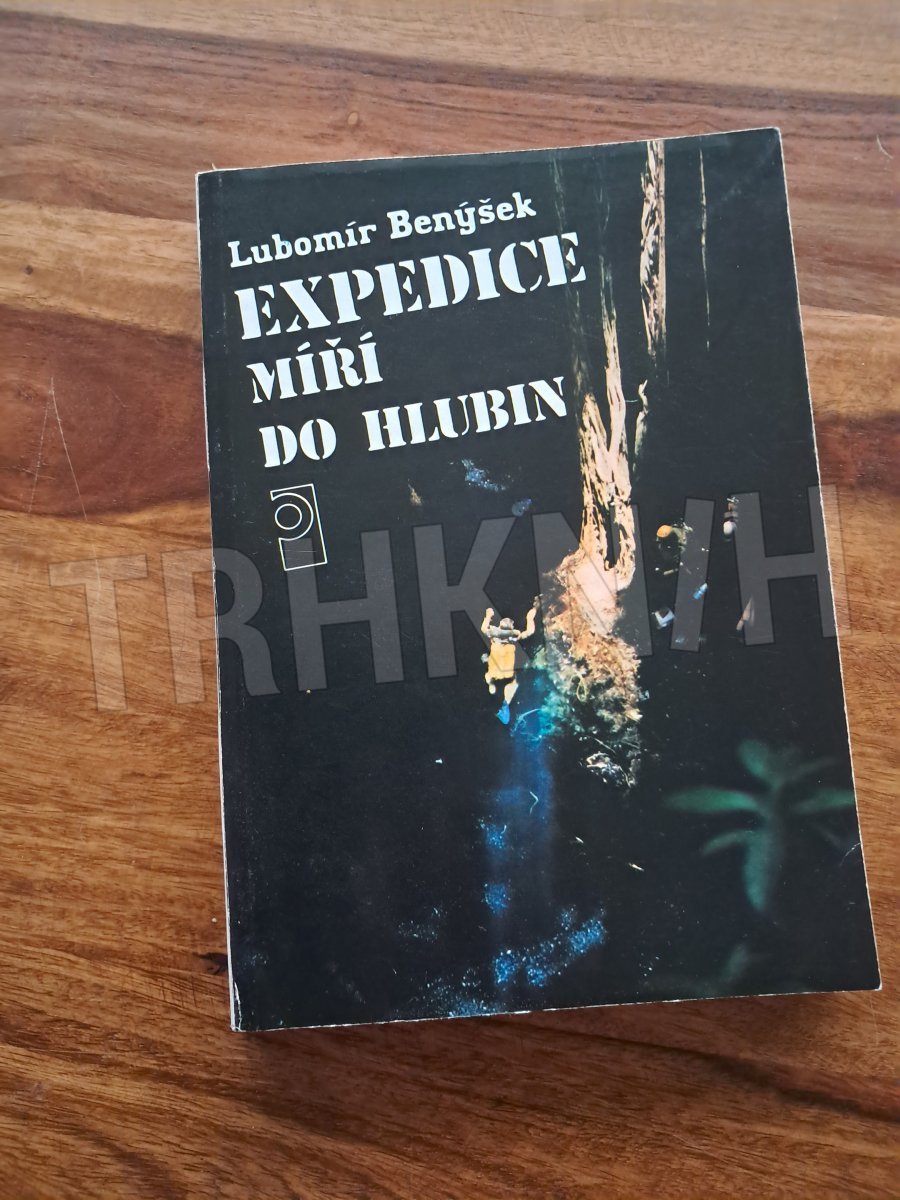 Lubomír Benýšek
EXPEDICE
MÍŘÍ
DO HLUBIN
TRHKNIH